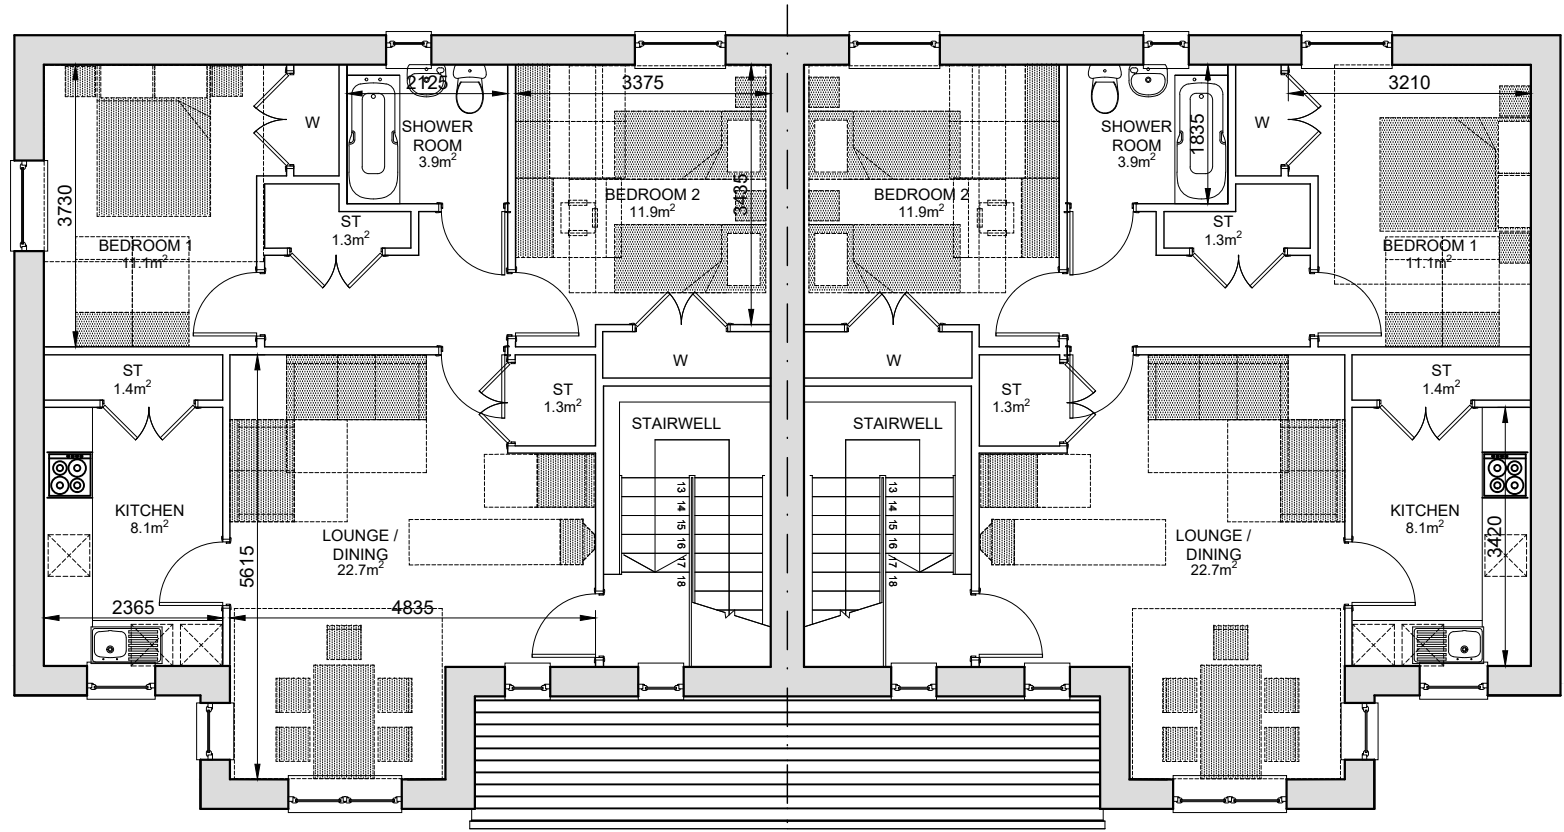 2125
3375
3210
W
SHOWER
ROOM
3.9m²
1835
SHOWER
ROOM
3.9m²
W
3730
BEDROOM 2
11.9m²
3435
BEDROOM 2
11.9m²
ST
1.3m²
ST
1.3m²
BEDROOM 1
11.1m²
BEDROOM 1
11.1m²
W
W
ST
1.4m²
ST
1.3m²
ST
1.3m²
ST
1.4m²
STAIRWELL
STAIRWELL
13
14
15
16
17
18
13
14
15
16
17
18
KITCHEN
8.1m²
LOUNGE /
DINING
22.7m²
LOUNGE /
DINING
22.7m²
KITCHEN
8.1m²
5615
3420
2365
4835